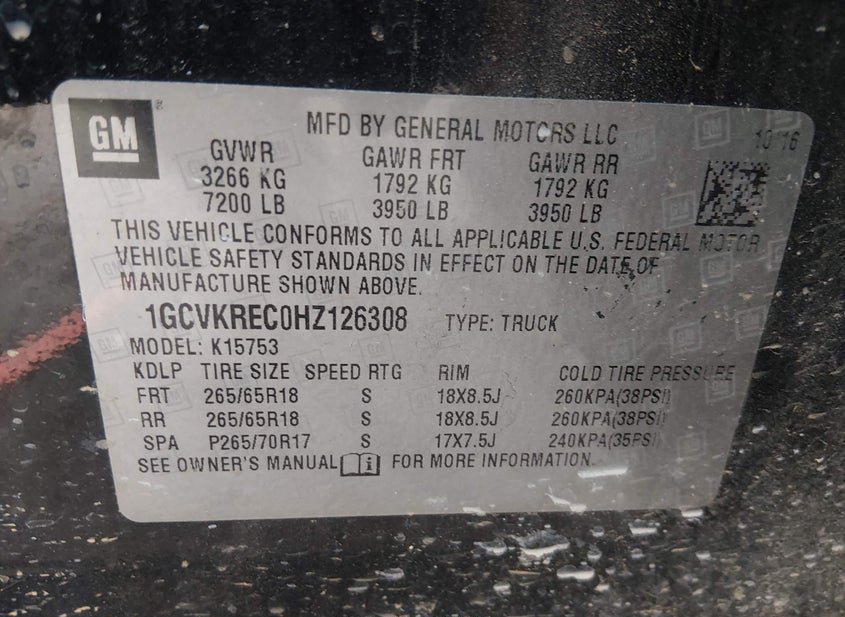 GM
MFD BY GENERAL MOTORS LLC
10/16
GVWR GAWR FRT GAWR RR
3266 KG 1792 KG 1792 KG
7200 LB 3950 LB 3950 LB
THIS VEHICLE CONFORMS TO ALL APPLICABLE U.S. FEDERAL MOTOR
VEHICLE SAFETY STANDARDS IN EFFECT ON THE DATE OF
MANUFACTURE SHOWN ABOVE.
1GCVKREC0HZ126308 TYPE: TRUCK
MODEL: K15753
KDLP TIRE SIZE SPEED RTG RIM COLD TIRE PRESSURE
FRT 265/65R18 S 18X8.5J 260KPA(38PSI)
RR 265/65R18 S 18X8.5J 260KPA(38PSI)
SPA P265/70R17 S 17X7.5J 240KPA(35PSI)
SEE OWNER'S MANUAL FOR MORE INFORMATION.